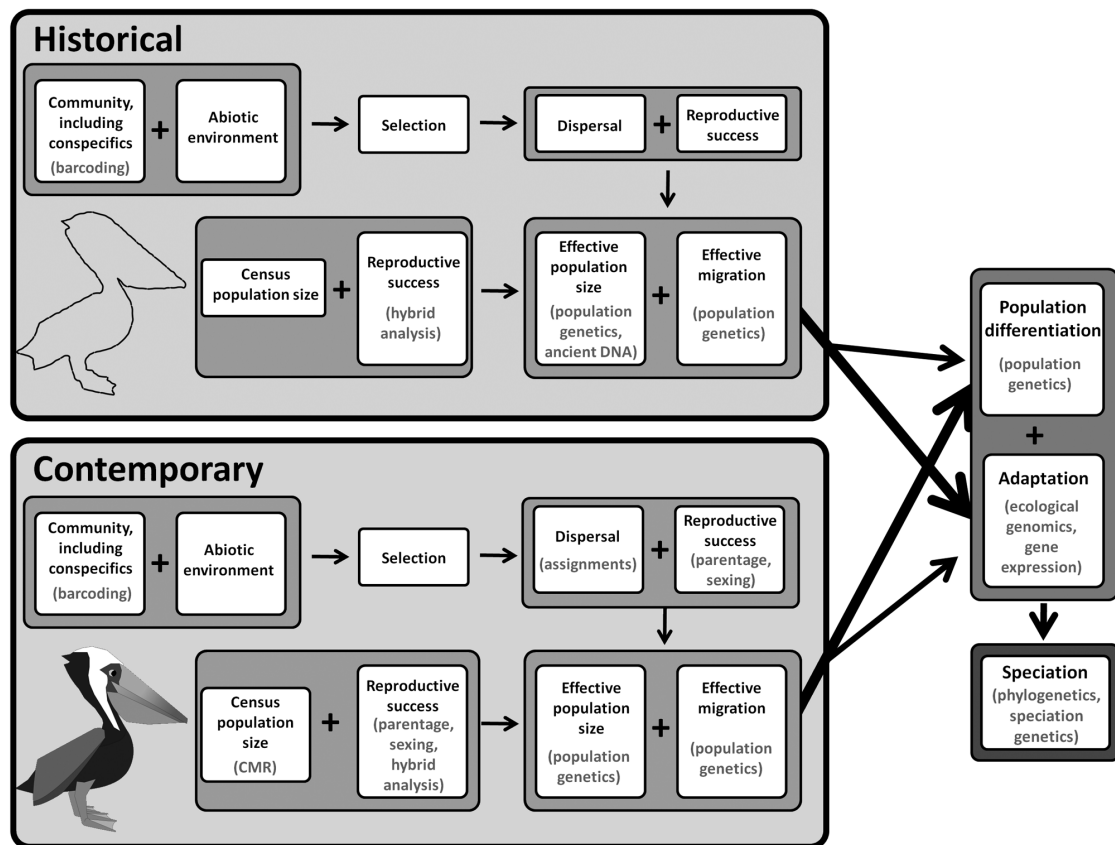 Historical
Community,
including
conspecifics
(barcoding)
+
Abiotic
environment
Selection
Dispersal
+
Reproductive
success
Census
population size
+
Reproductive
success
(hybrid
analysis)
Effective
population
size
(population
genetics,
ancient DNA)
+
Effective
migration
(population
genetics)
Contemporary
Community,
including
conspecifics
(barcoding)
+
Abiotic
environment
Selection
Dispersal
(assignments)
+
Reproductive
success
(parentage,
sexing)
Census
population
size
(CMR)
+
Reproductive
success
(parentage,
sexing,
hybrid
analysis)
Effective
population
size
(population
genetics)
+
Effective
migration
(population
genetics)
Population
differentiation
(population
genetics)
+
Adaptation
(ecological
genomics,
gene
expression)
Speciation
(phylogenetics,
speciation
genetics)